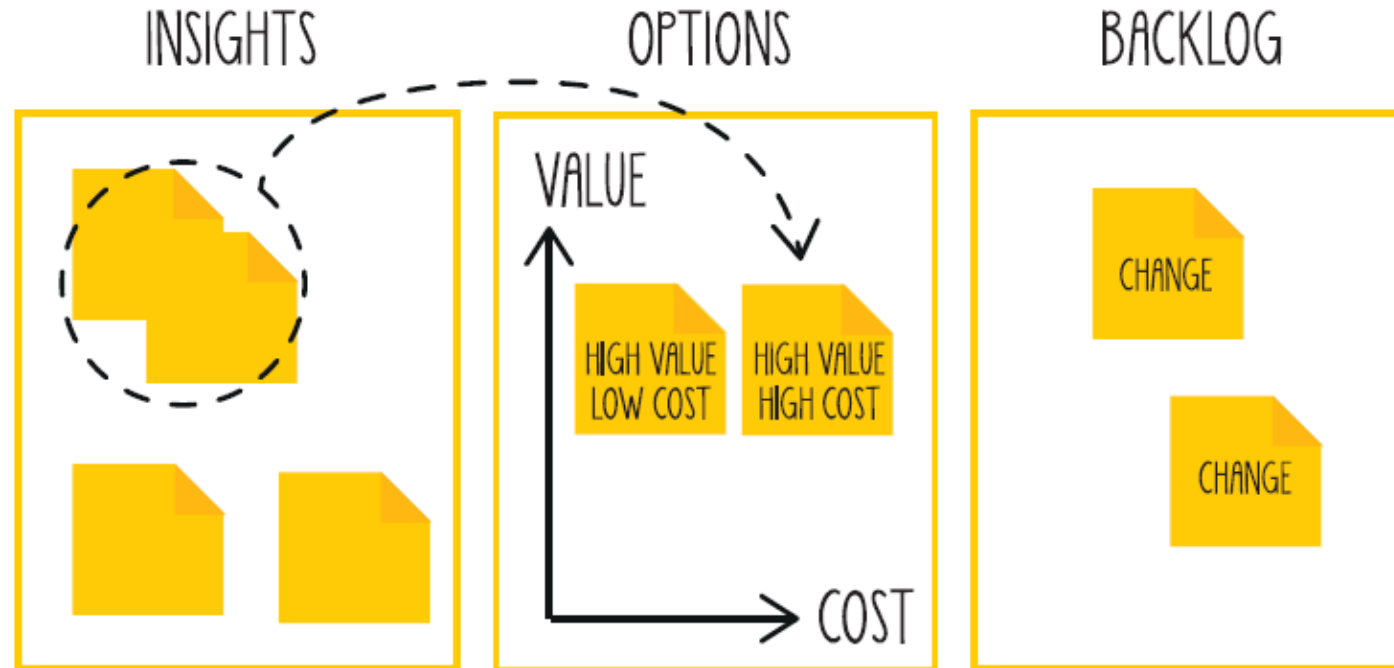 INSIGHTS
OPTIONS
BACKLOG
VALUE
HIGH VALUE
LOW COST
HIGH VALUE
HIGH COST
COST
CHANGE
CHANGE